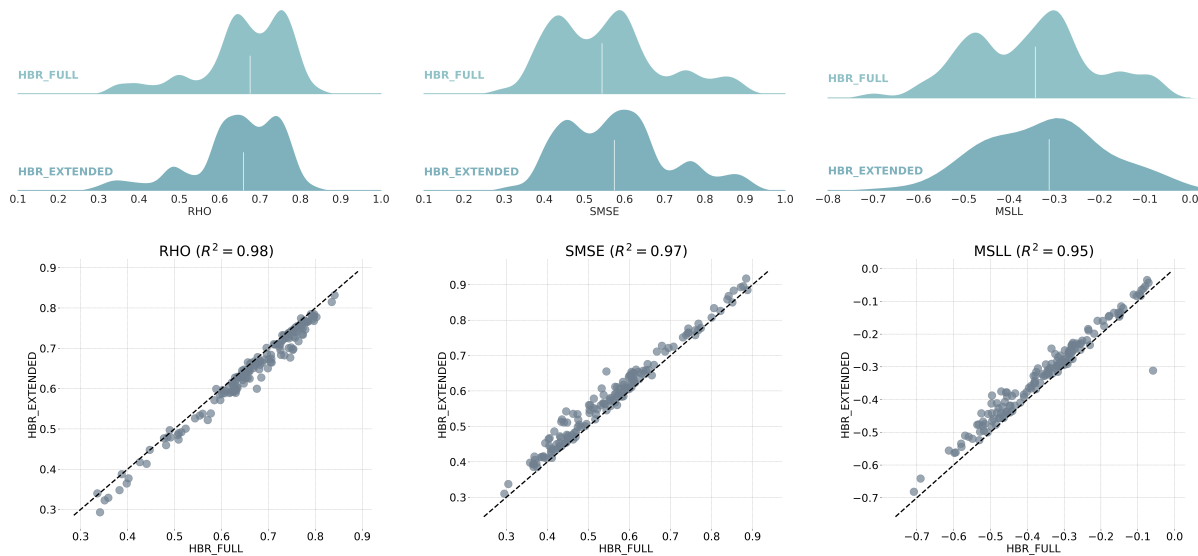 HBR_FULL
HBR_EXTENDED
0.1 0.2 0.3 0.4 0.5 0.6 0.7 0.8 0.9 1.0
RHO
HBR_FULL
HBR_EXTENDED
0.1 0.2 0.3 0.4 0.5 0.6 0.7 0.8 0.9 1.0
SMSE
HBR_FULL
HBR_EXTENDED
−0.8 −0.7 −0.6 −0.5 −0.4 −0.3 −0.2 −0.1 0.0
MSLL
RHO (R² = 0.98)
0.9
0.8
0.7
0.6
0.5
0.4
0.3
HBR_EXTENDED
0.3 0.4 0.5 0.6 0.7 0.8 0.9
HBR_FULL
SMSE (R² = 0.97)
0.9
0.8
0.7
0.6
0.5
0.4
0.3
HBR_EXTENDED
0.3 0.4 0.5 0.6 0.7 0.8 0.9
HBR_FULL
MSLL (R² = 0.95)
0.0
−0.1
−0.2
−0.3
−0.4
−0.5
−0.6
−0.7
HBR_EXTENDED
−0.7 −0.6 −0.5 −0.4 −0.3 −0.2 −0.1 0.0
HBR_FULL